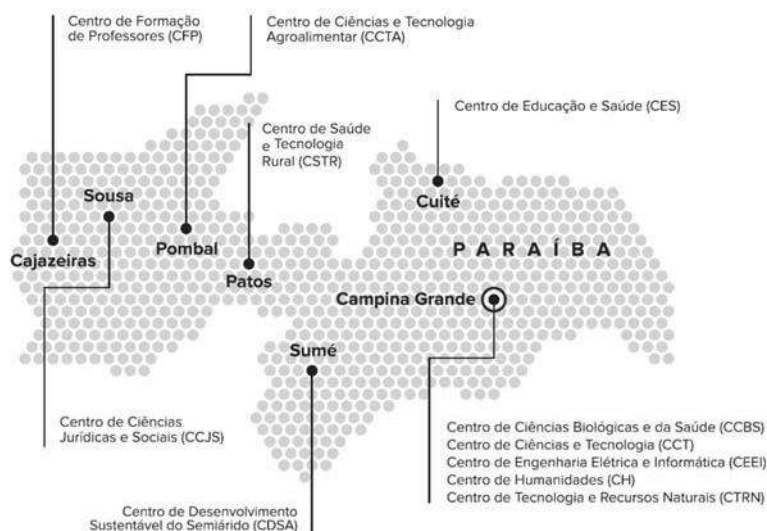 Centro de Formação
de Professores (CFP)
Centro de Ciências e Tecnologia
Agroalimentar (CCTA)
Centro de Educação e Saúde (CES)
Centro de Saúde
e Tecnologia
Rural (CSTR)
Sousa
Cuité
Cajazeiras
Pombal
PARAÍBA
Patos
Campina Grande
Sumé
Centro de Ciências
Jurídicas e Sociais (CCJS)
Centro de Ciências Biológicas e da Saúde (CCBS)
Centro de Ciências e Tecnologia (CCT)
Centro de Engenharia Elétrica e Informática (CEEI)
Centro de Humanidades (CH)
Centro de Tecnologia e Recursos Naturais (CTRN)
Centro de Desenvolvimento
Sustentável do Semiárido (CDSA)